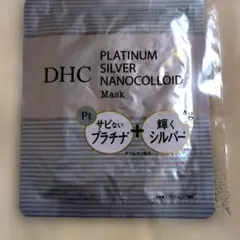 DHC
PLATINUM
SILVER
NANOCOLLOID
Mask
Pt
サビない
プラチナ
+
輝く
シルバー